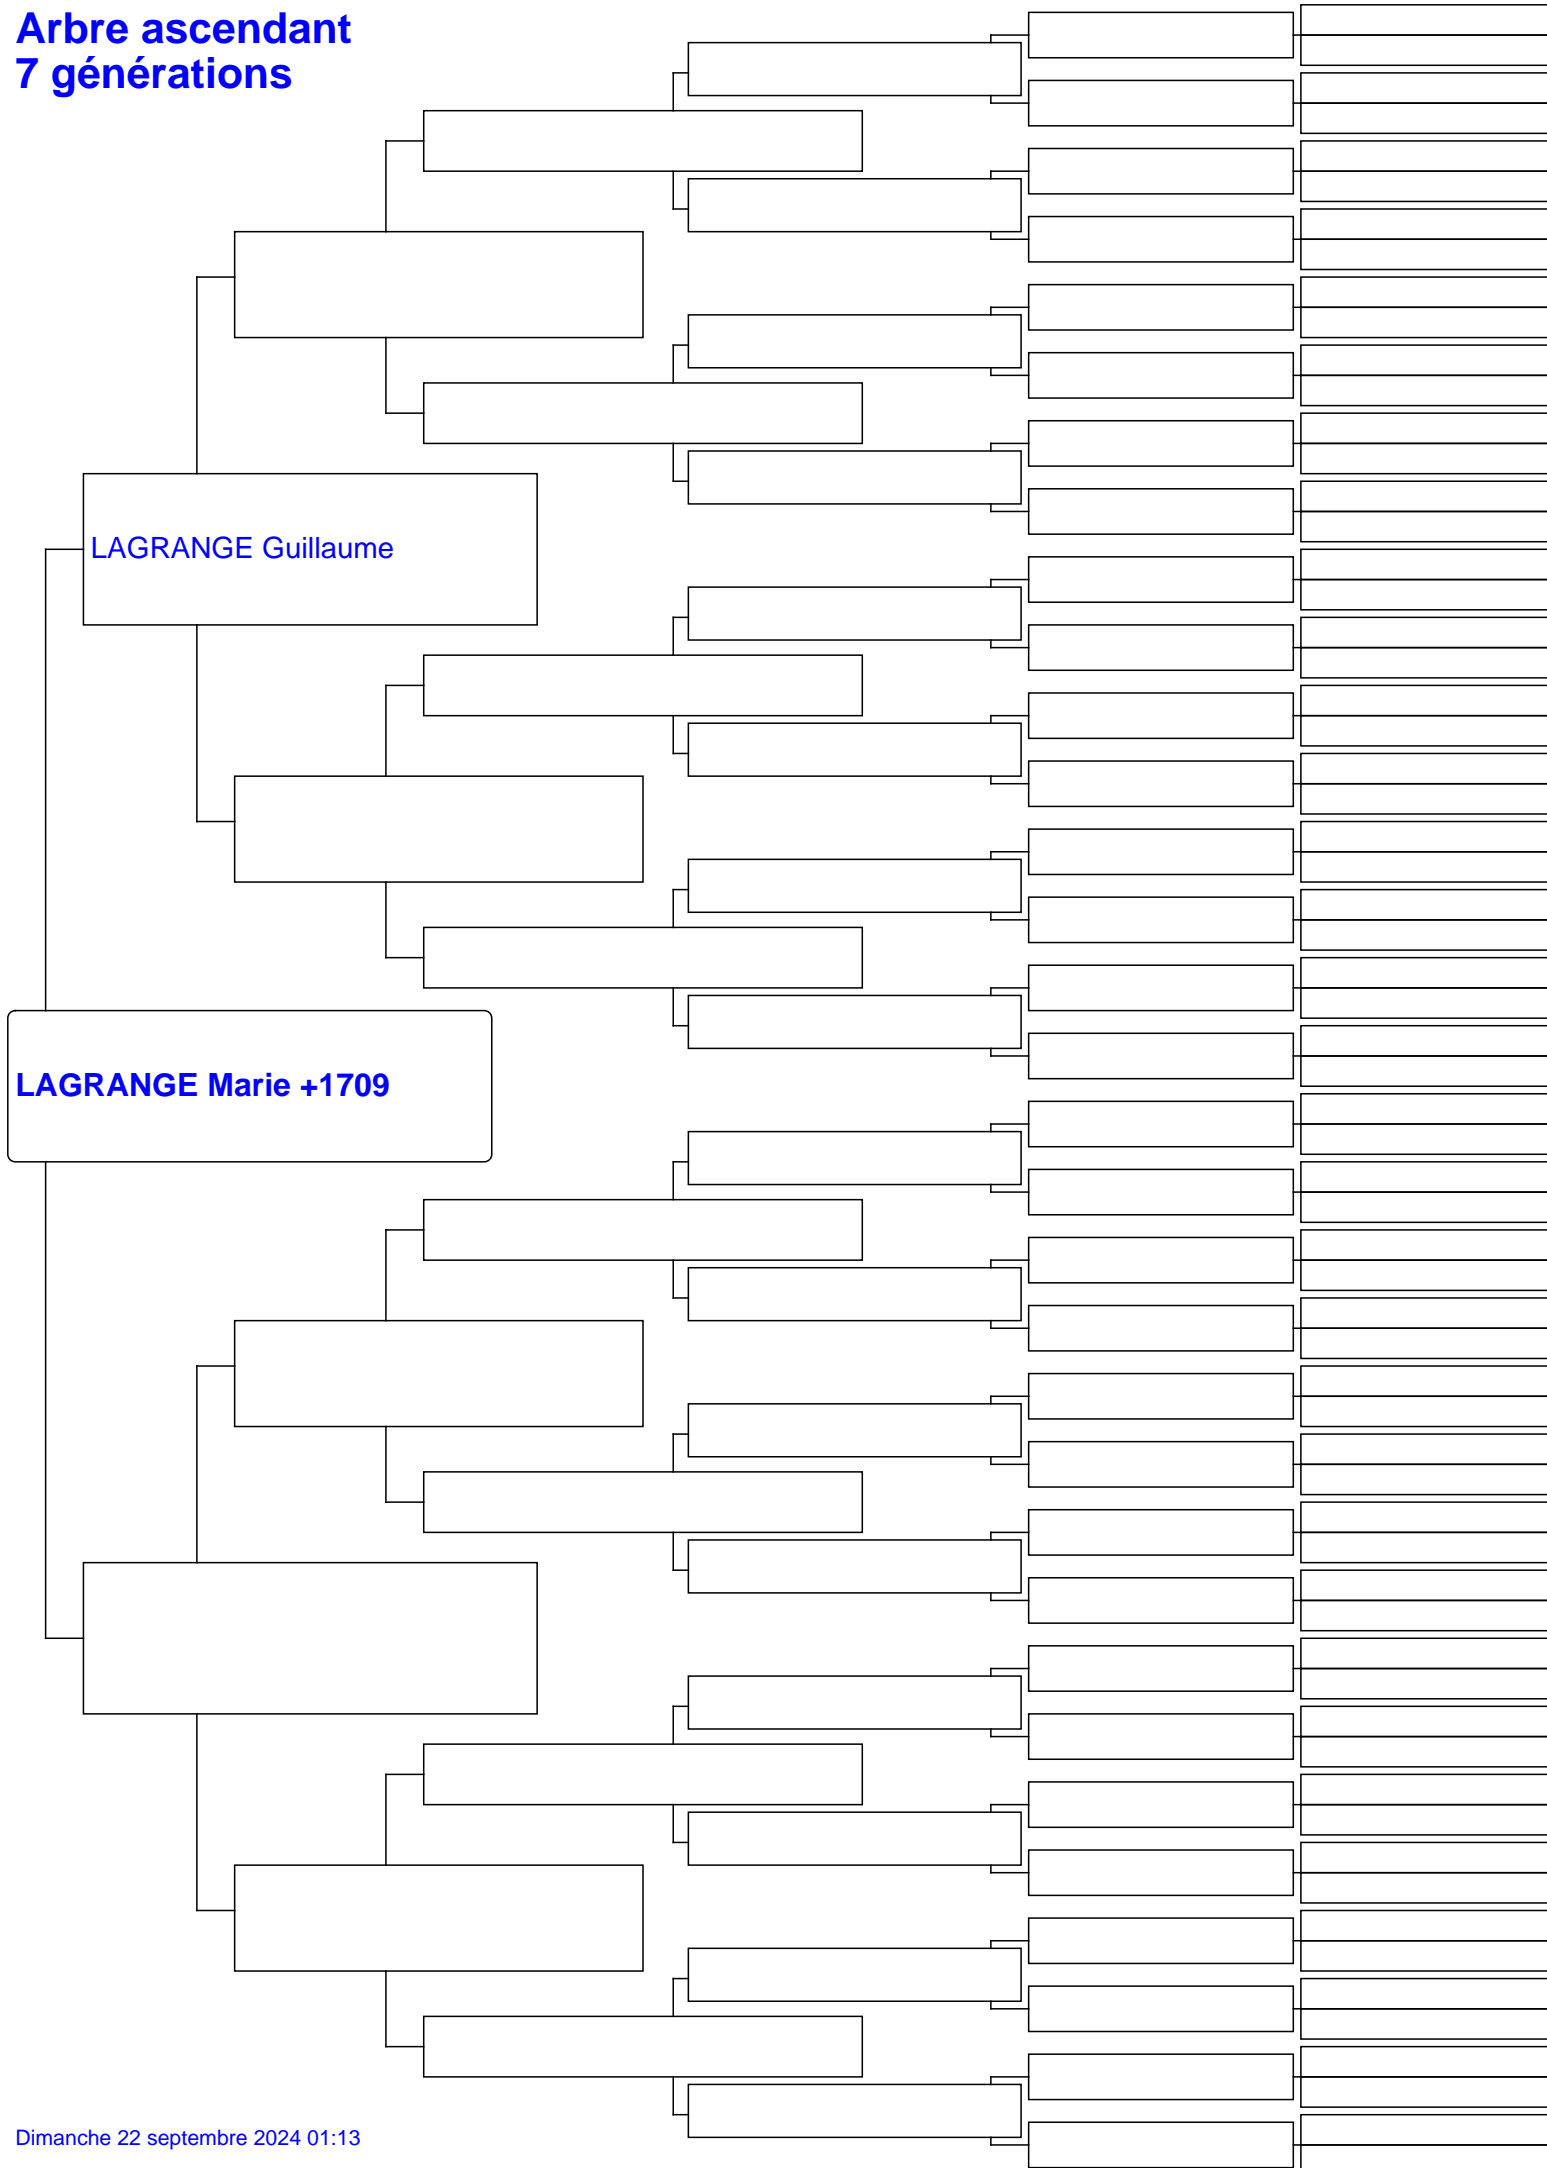 Arbre ascendant
7 générations
LAGRANGE Guillaume
LAGRANGE Marie +1709
Dimanche 22 septembre 2024 01:13